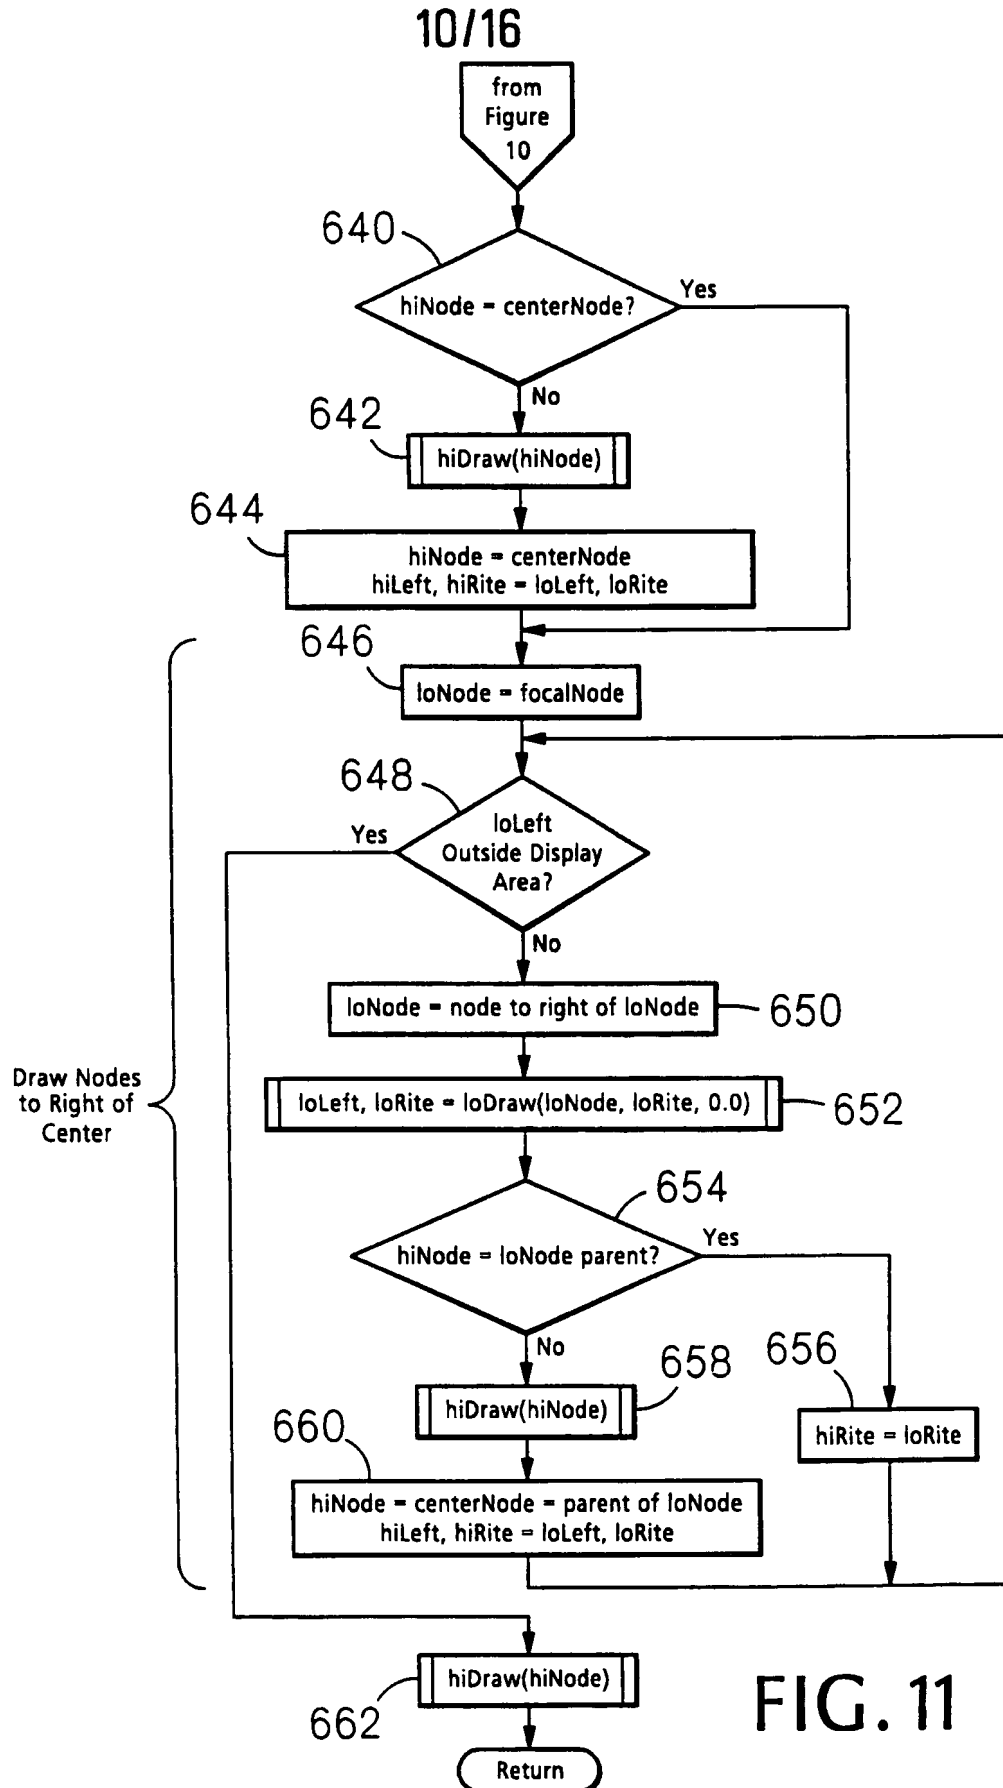 10/16
from
Figure
10
640
hiNode = centerNode?
Yes
No
642
hiDraw(hiNode)
644
hiNode = centerNode
hiLeft, hiRite = loLeft, loRite
646
loNode = focalNode
648
loLeft
Outside Display
Area?
Yes
No
loNode = node to right of loNode
650
Draw Nodes
to Right of
Center
loLeft, loRite = loDraw(loNode, loRite, 0.0)
652
654
hiNode = loNode parent?
Yes
No
656
hiRite = loRite
658
hiDraw(hiNode)
660
hiNode = centerNode = parent of loNode
hiLeft, hiRite = loLeft, loRite
hiDraw(hiNode)
662
Return
FIG. 11